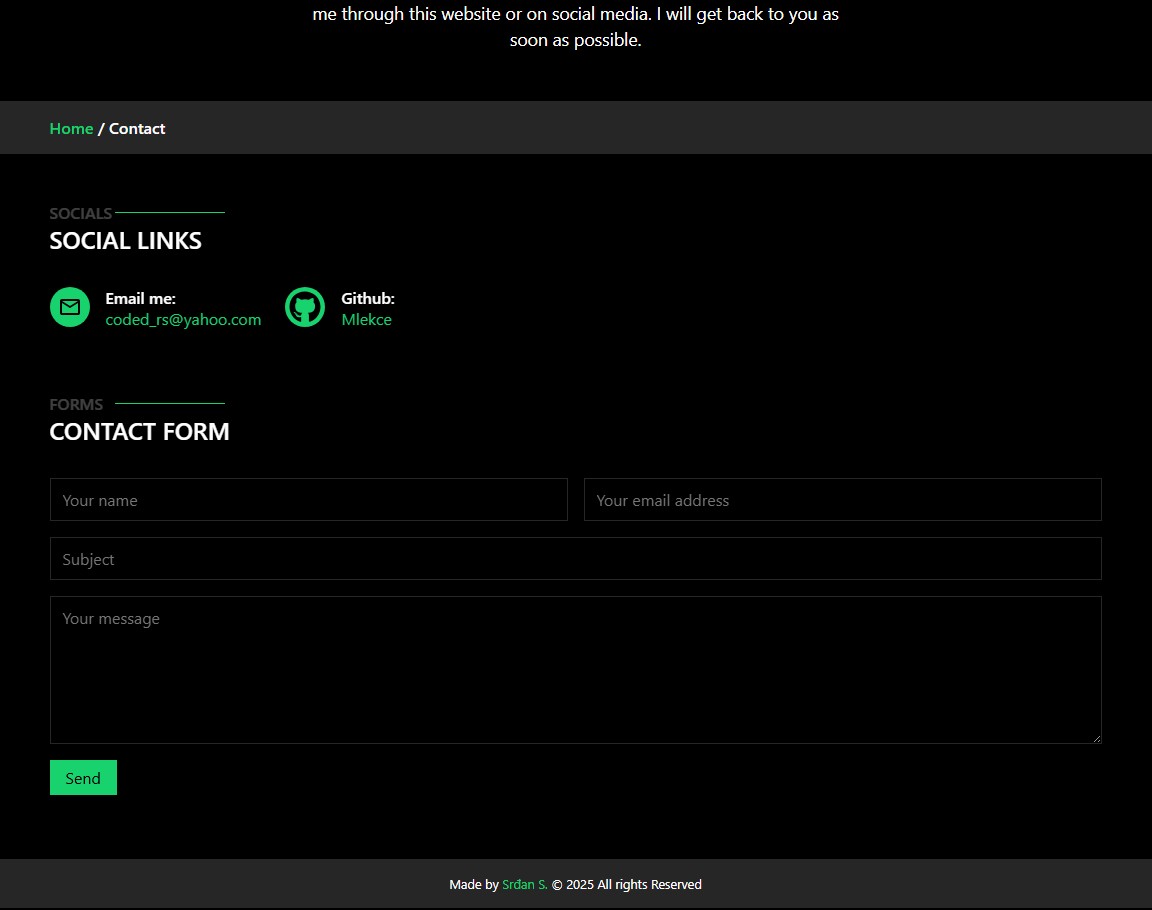 me through this website or on social media. I will get back to you as
soon as possible.
Home / Contact
SOCIALS
SOCIAL LINKS
Email me:
coded_rs@yahoo.com
Github:
Mlekce
FORMS
CONTACT FORM
Your name
Your email address
Subject
Your message
Send
Made by Srđan S. © 2025 All rights Reserved